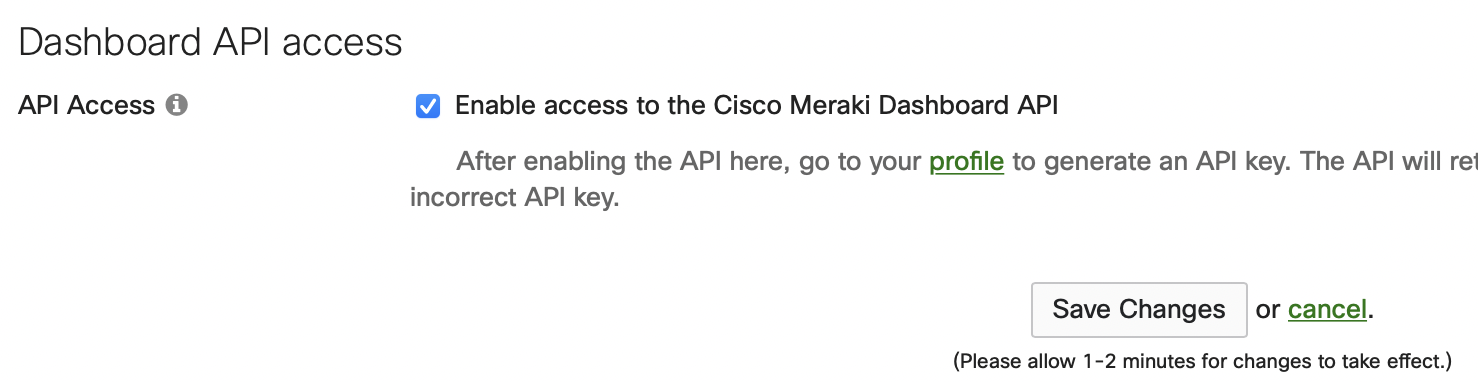 Dashboard API access
API Access
Enable access to the Cisco Meraki Dashboard API
After enabling the API here, go to your profile to generate an API key. The API will
incorrect API key.
Save Changes or cancel.
(Please allow 1-2 minutes for changes to take effect.)